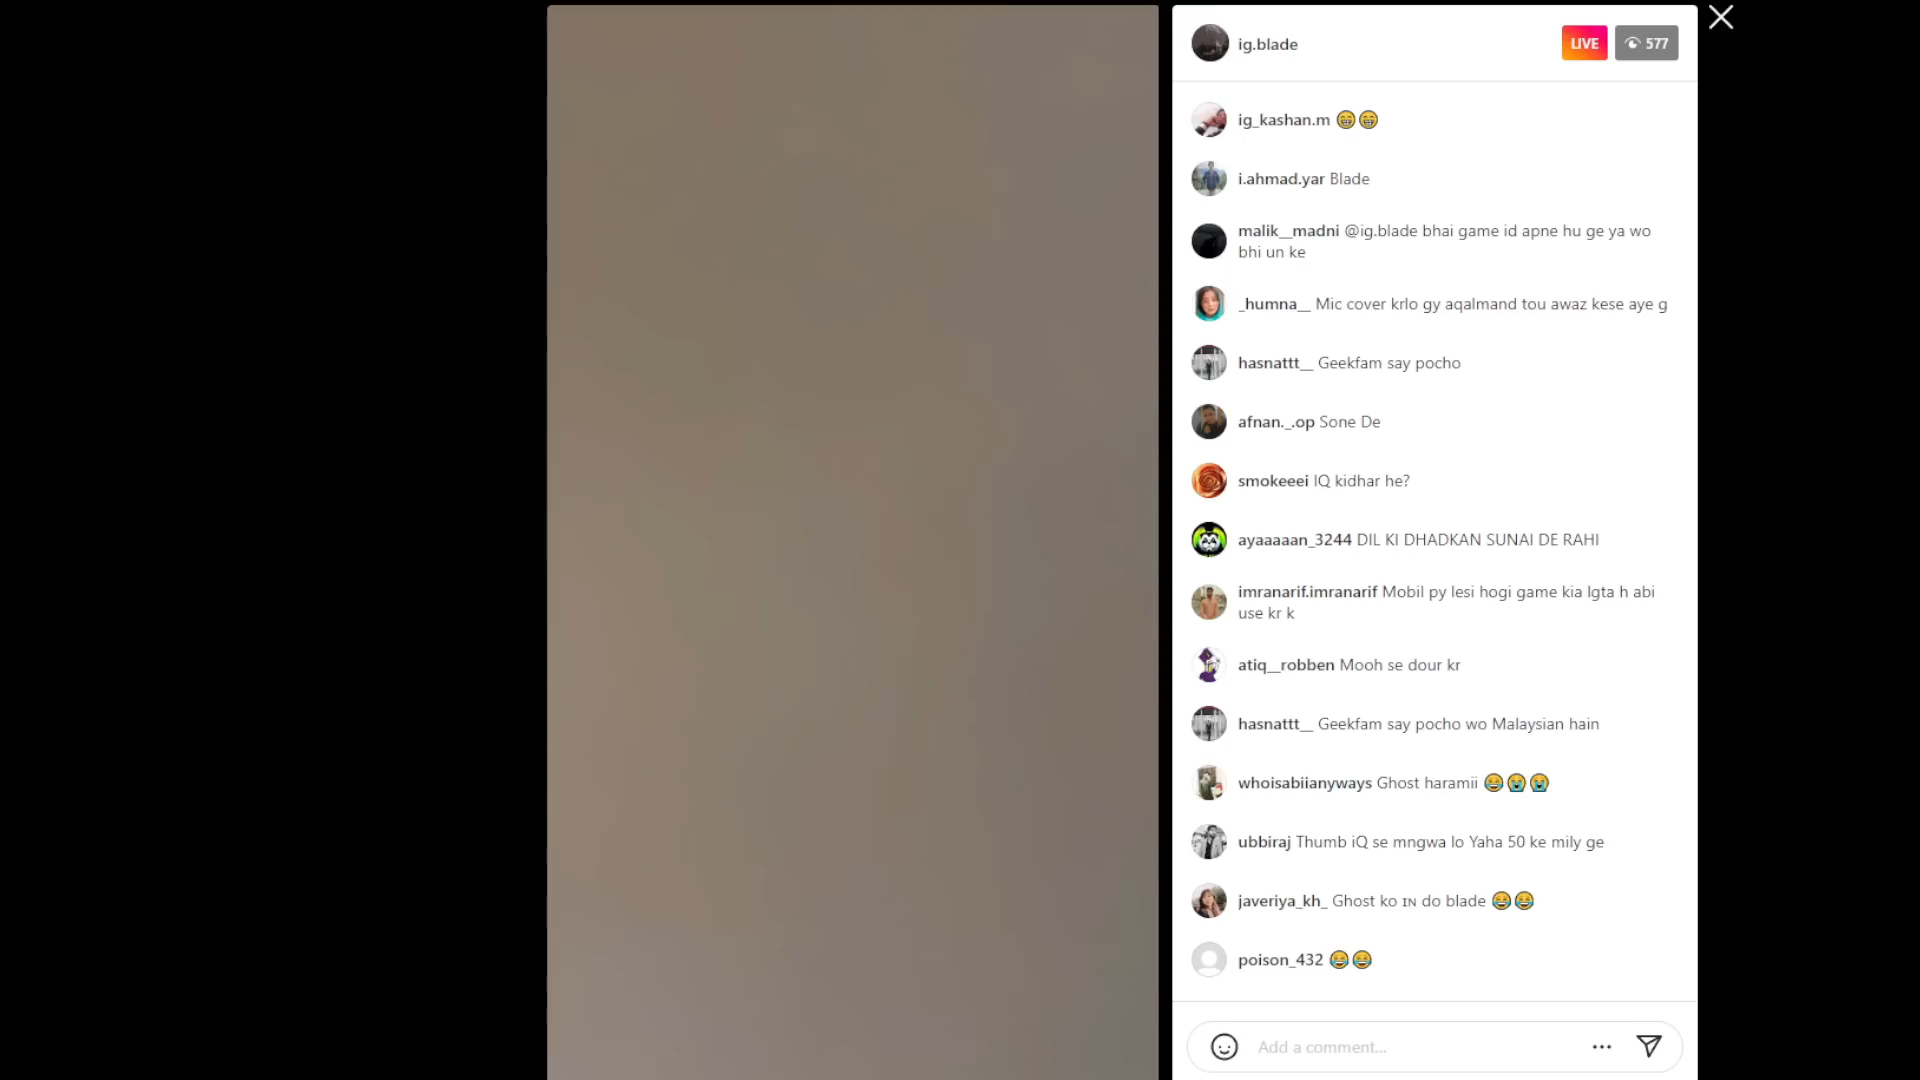 ig.blade
LIVE 577
ig_kashan.m 😁😁
i.ahmad.yar Blade
malik__madni @ig.blade bhai game id apne hu ge ya wo
bhi un ke
_humna__ Mic cover krlo gy aqalmand tou awaz kese aye g
hasnattt__ Geekfam say pocho
afnan._.op Sone De
smokeeei IQ kidhar he?
ayaaaaan_3244 DIL KI DHADKAN SUNAI DE RAHI
imranarif.imranarif Mobil py lesi hogi game kia lgta h abi
use kr k
atiq__robben Mooh se dour kr
hasnattt__ Geekfam say pocho wo Malaysian hain
whoisabiianyways Ghost haramii 😂😭😭
ubbiraj Thumb iQ se mngwa lo Yaha 50 ke mily ge
javeriya_kh_ Ghost ko ɪɴ do blade 😂😂
poison_432 😂😂
Add a comment...